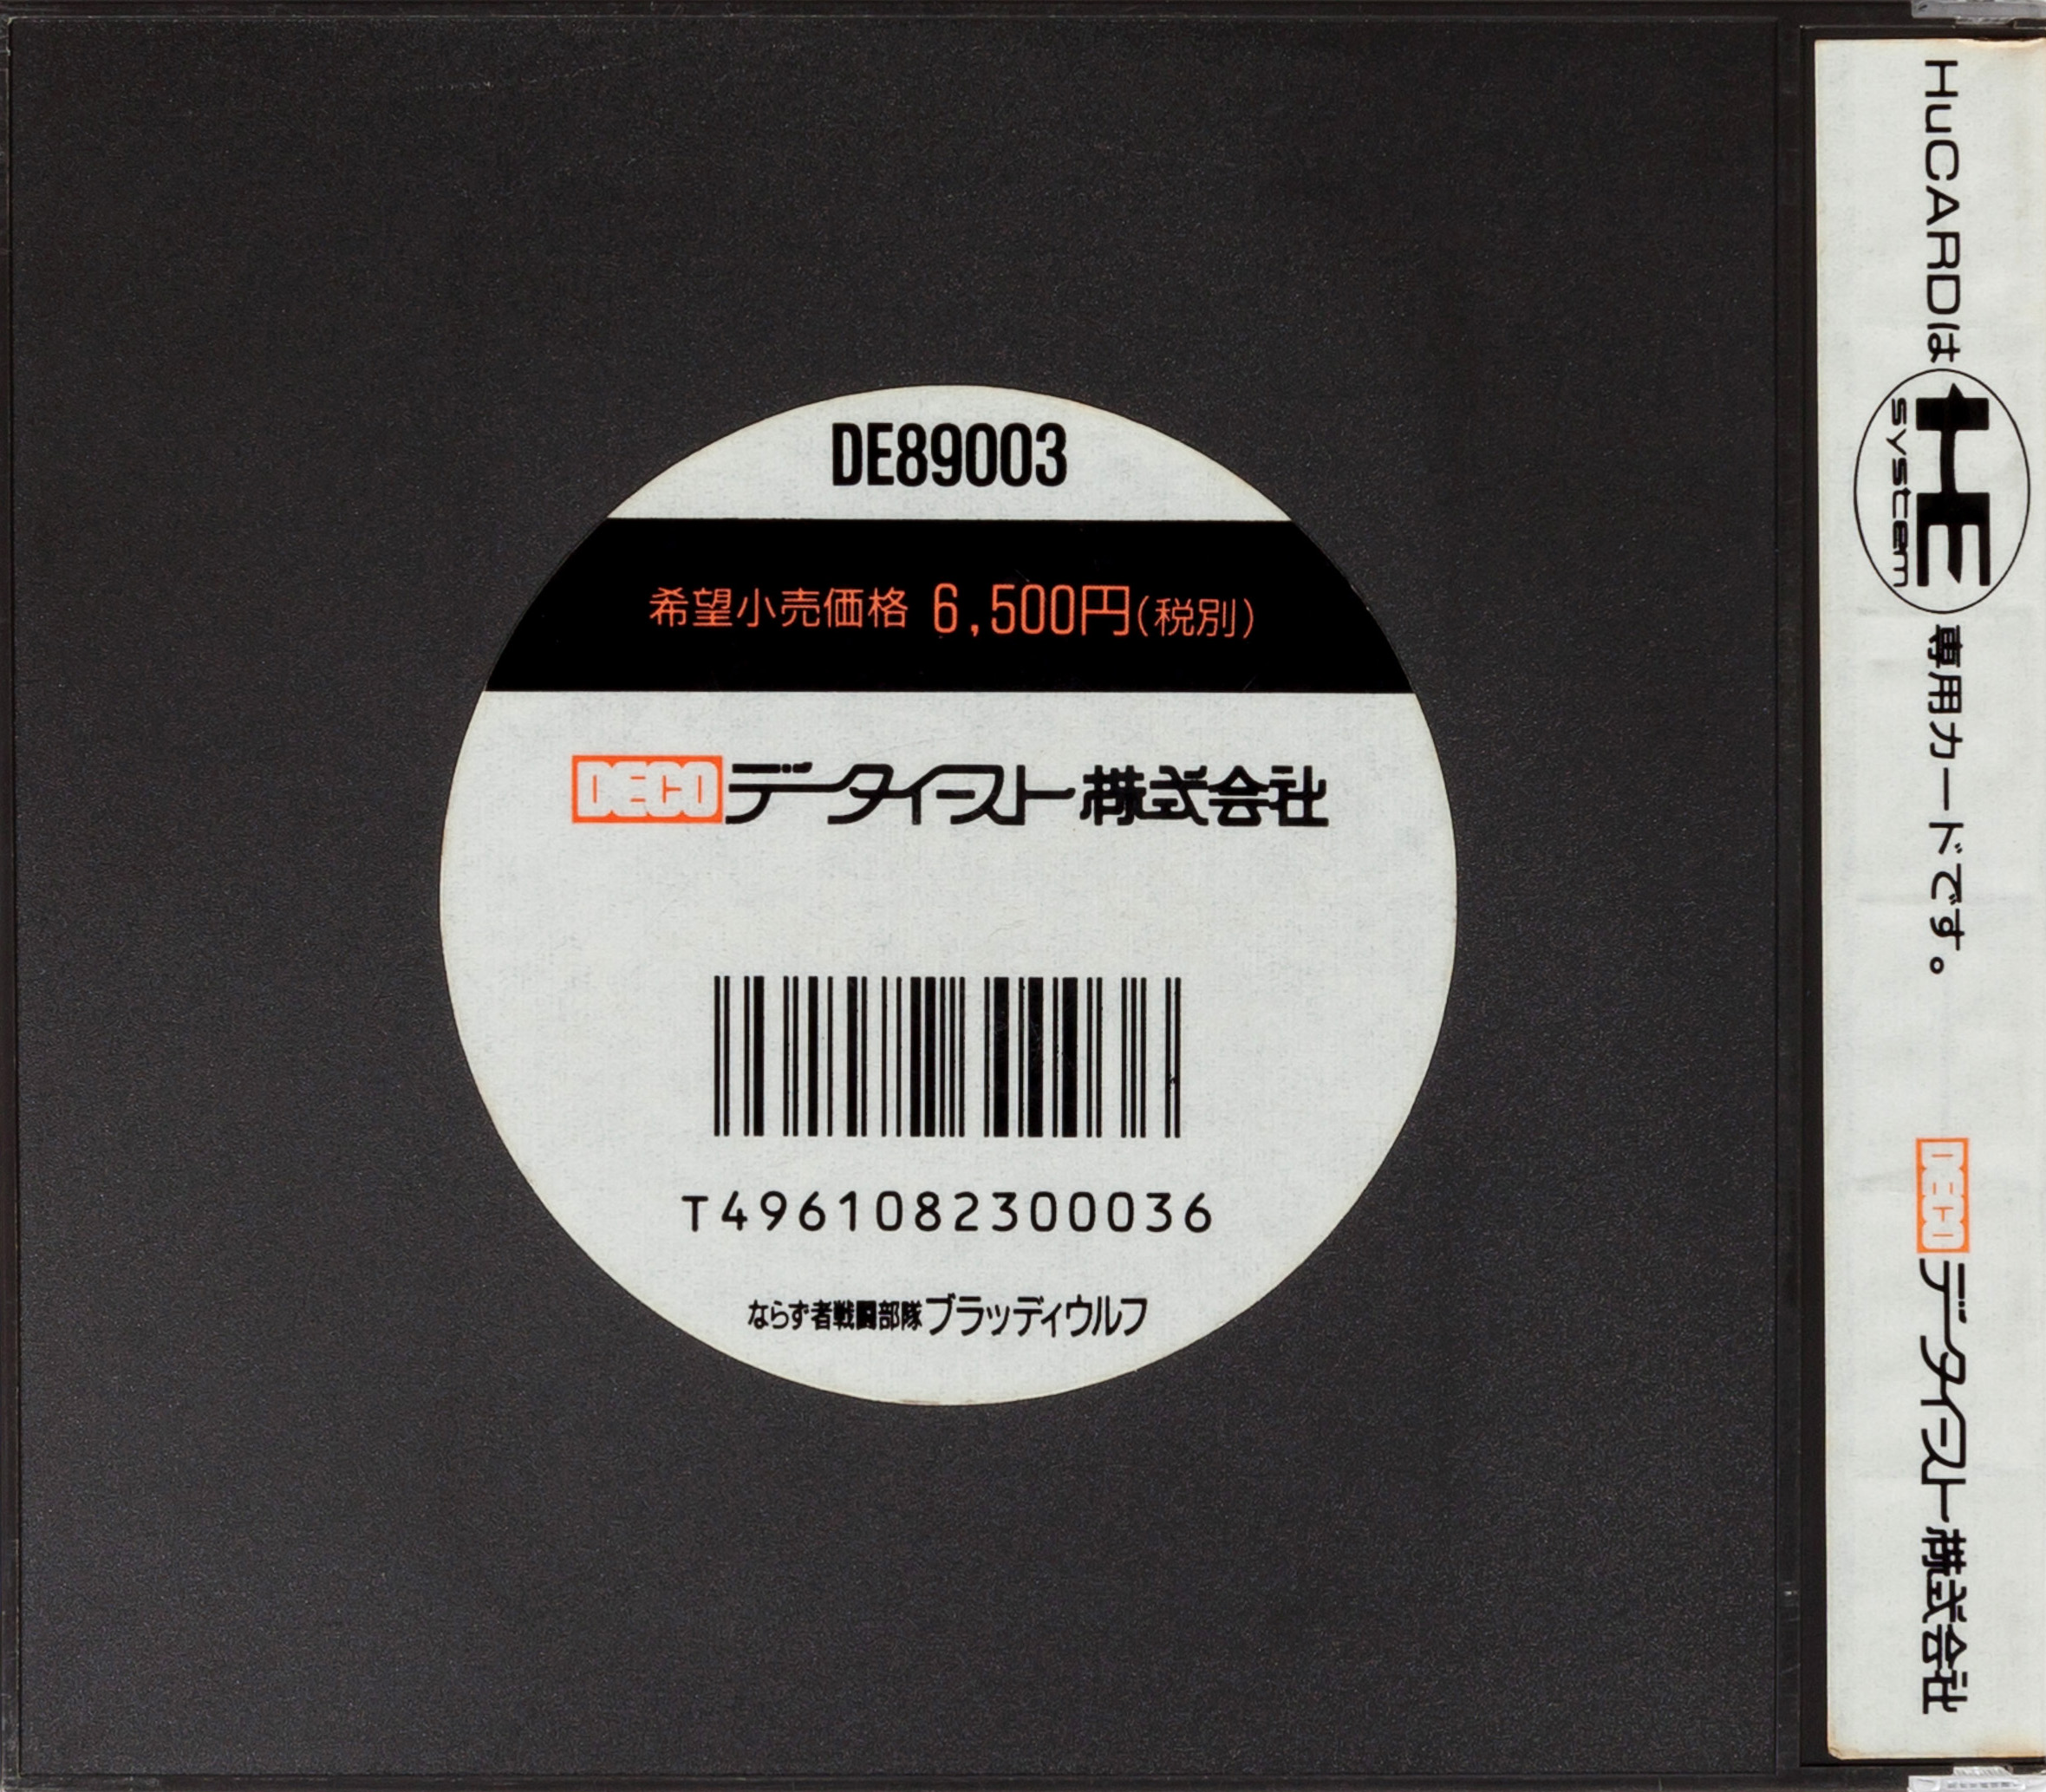 DE89003
希望小売価格 6,500円(税別)
DECO データイースト株式会社
T4961082300036
ならず者戦闘部隊ブラッディウルフ
HuCARDは HE system 専用カードです。
DECO データイースト株式会社